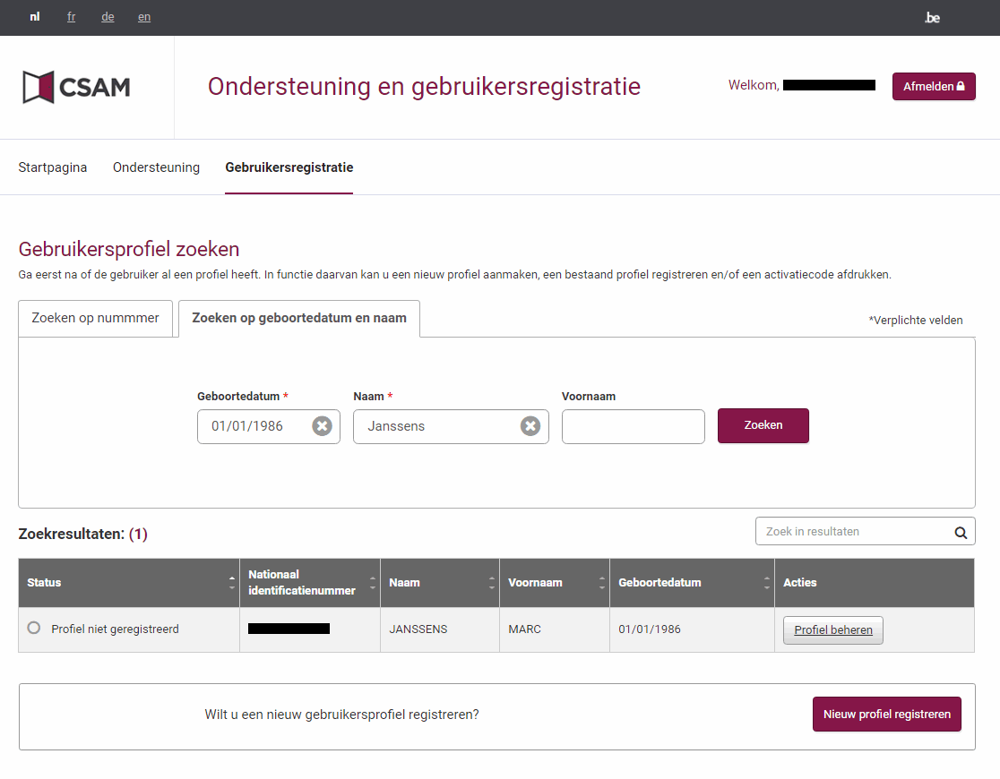 nl fr de en .be
CSAM
Ondersteuning en gebruikersregistratie
Welkom,
Afmelden
Startpagina Ondersteuning Gebruikersregistratie
Gebruikersprofiel zoeken
Ga eerst na of de gebruiker al een profiel heeft. In functie daarvan kan u een nieuw profiel aanmaken, een bestaand profiel registreren en/of een activatiecode afdrukken.
Zoeken op nummmer Zoeken op geboortedatum en naam *Verplichte velden
Geboortedatum * Naam * Voornaam
01/01/1986 Janssens Zoeken
Zoekresultaten: (1) Zoek in resultaten
Status Nationaal identificatienummer Naam Voornaam Geboortedatum Acties
Profiel niet geregistreerd JANSSENS MARC 01/01/1986 Profiel beheren
Wilt u een nieuw gebruikersprofiel registreren? Nieuw profiel registreren